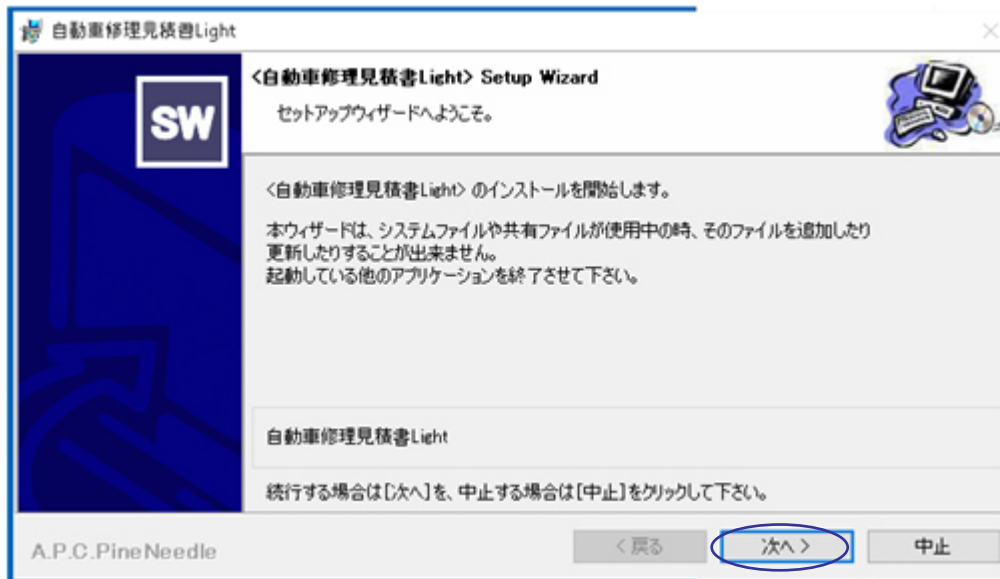 自動車修理見積書Light
SW
<自動車修理見積書Light> Setup Wizard
セットアップウィザードへようこそ。
<自動車修理見積書Light> のインストールを開始します。
本ウィザードは、システムファイルや共有ファイルが使用中の時、そのファイルを追加したり
更新したりすることが出来ません。
起動している他のアプリケーションを終了させて下さい。
自動車修理見積書Light
続行する場合は[次へ]を、中止する場合は[中止]をクリックして下さい。
A.P.C.PineNeedle
< 戻る
次へ >
中止